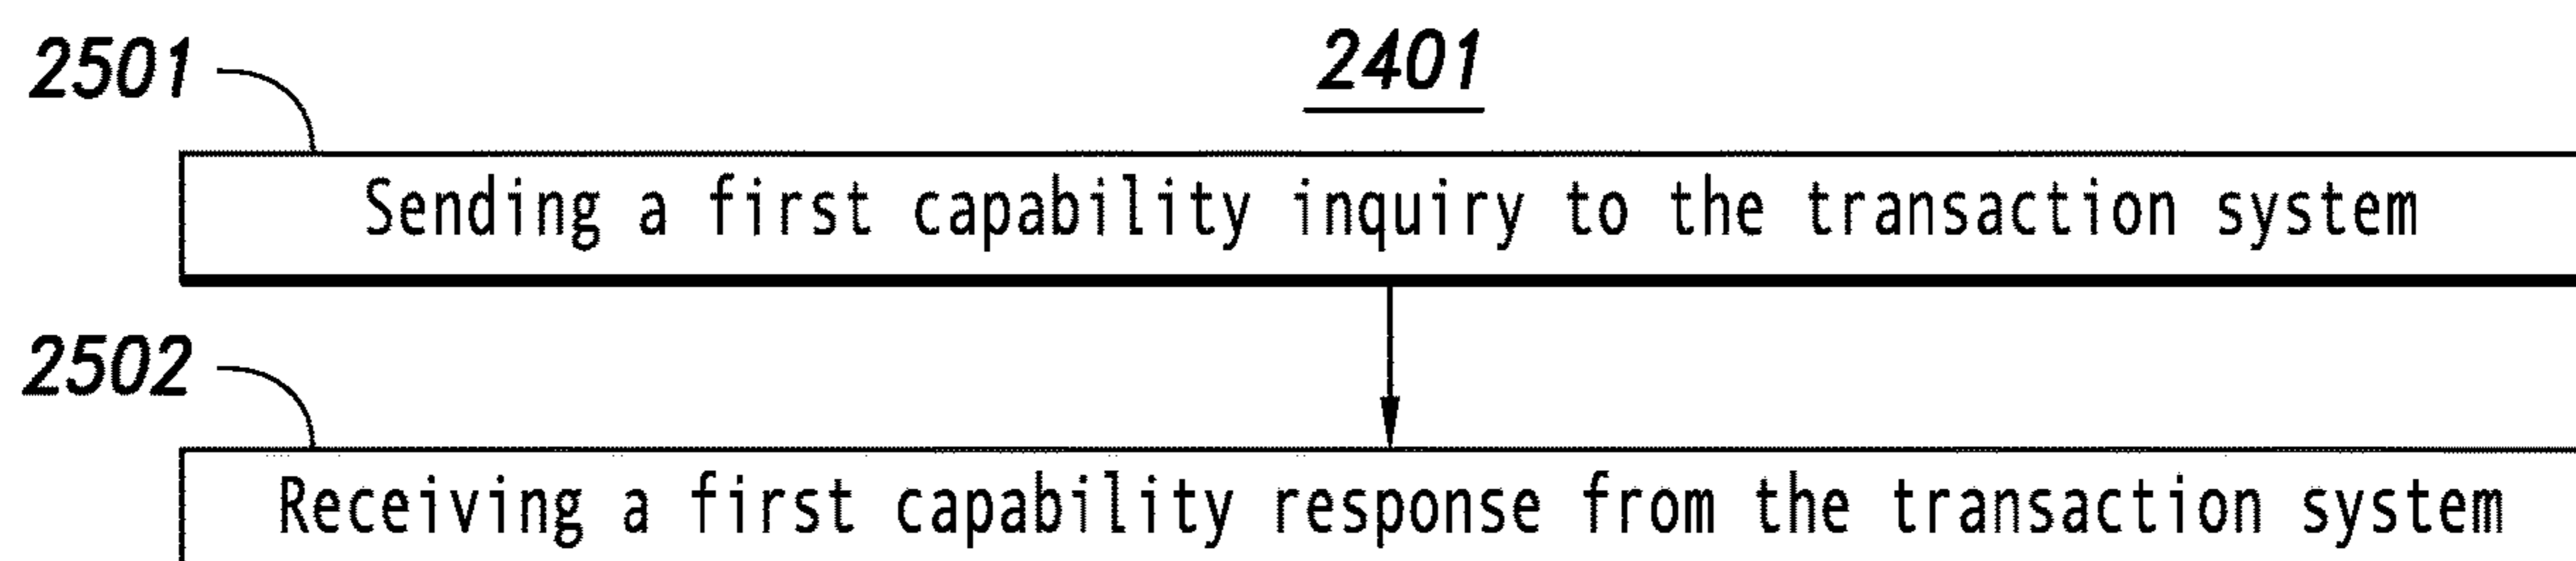 2401
2501
Sending a first capability inquiry to the transaction system
2502
Receiving a first capability response from the transaction system